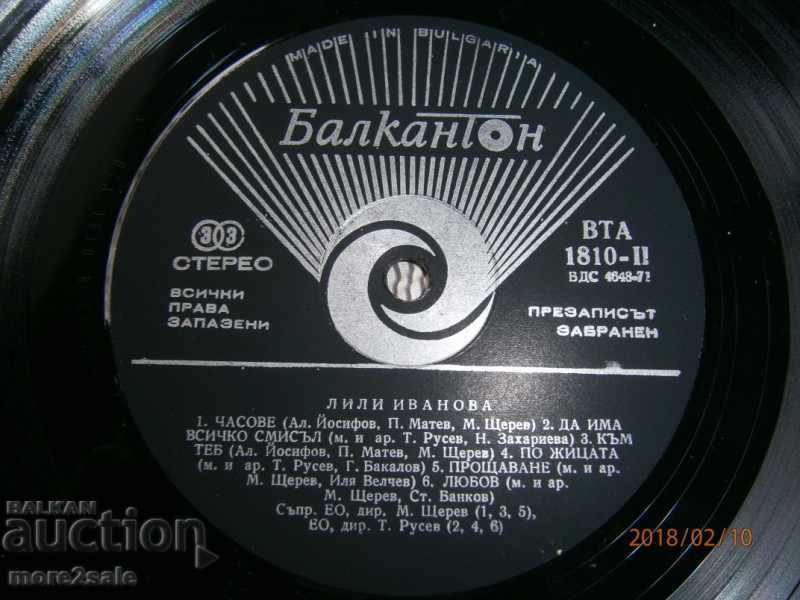 MADE IN BULGARIA
Балкантон
33
СТЕРЕО
ВСИЧКИ
ПРАВА
ЗАПАЗЕНИ
ВТА
1810-II
БДС 4648-71
ПРЕЗАПИСЪТ
ЗАБРАНЕН
ЛИЛИ ИВАНОВА
1. ЧАСОВЕ (Ал. Йосифов, П. Матев, М. Щерев) 2. ДА ИМА
ВСИЧКО СМИСЪЛ (м. и ар. Т. Русев, Н. Захариева) 3. КЪМ
ТЕБ (Ал. Йосифов, П. Матев, М. Щерев) 4. ПО ЖИЦАТА
(м. и ар. Т. Русев, Г. Бакалов) 5. ПРОЩАВАНЕ (м. и ар.
М. Щерев, Иля Велчев) 6. ЛЮБОВ (м. и ар.
М. Щерев, Ст. Банков)
Съпр. ЕО, дир. М. Щерев (1, 3, 5),
ЕО, дир. Т. Русев (2, 4, 6)
BALKAN
auction
more2sale
2018/02/10